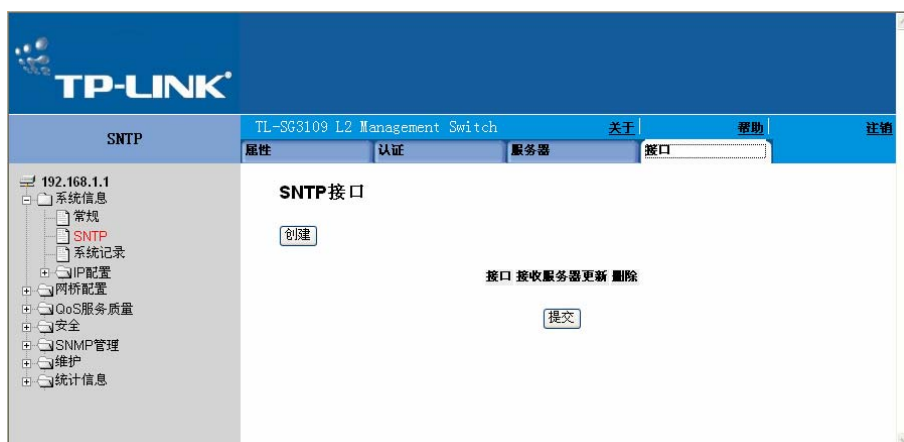 TP-LINK
SNTP
TL-SG3109 L2 Management Switch
关于
帮助
注销
属性
认证
服务器
接口
192.168.1.1
系统信息
常规
SNTP
系统记录
IP配置
网桥配置
QoS服务质量
安全
SNMP管理
维护
统计信息
SNTP接口
创建
接口 接收服务器更新 删除
提交